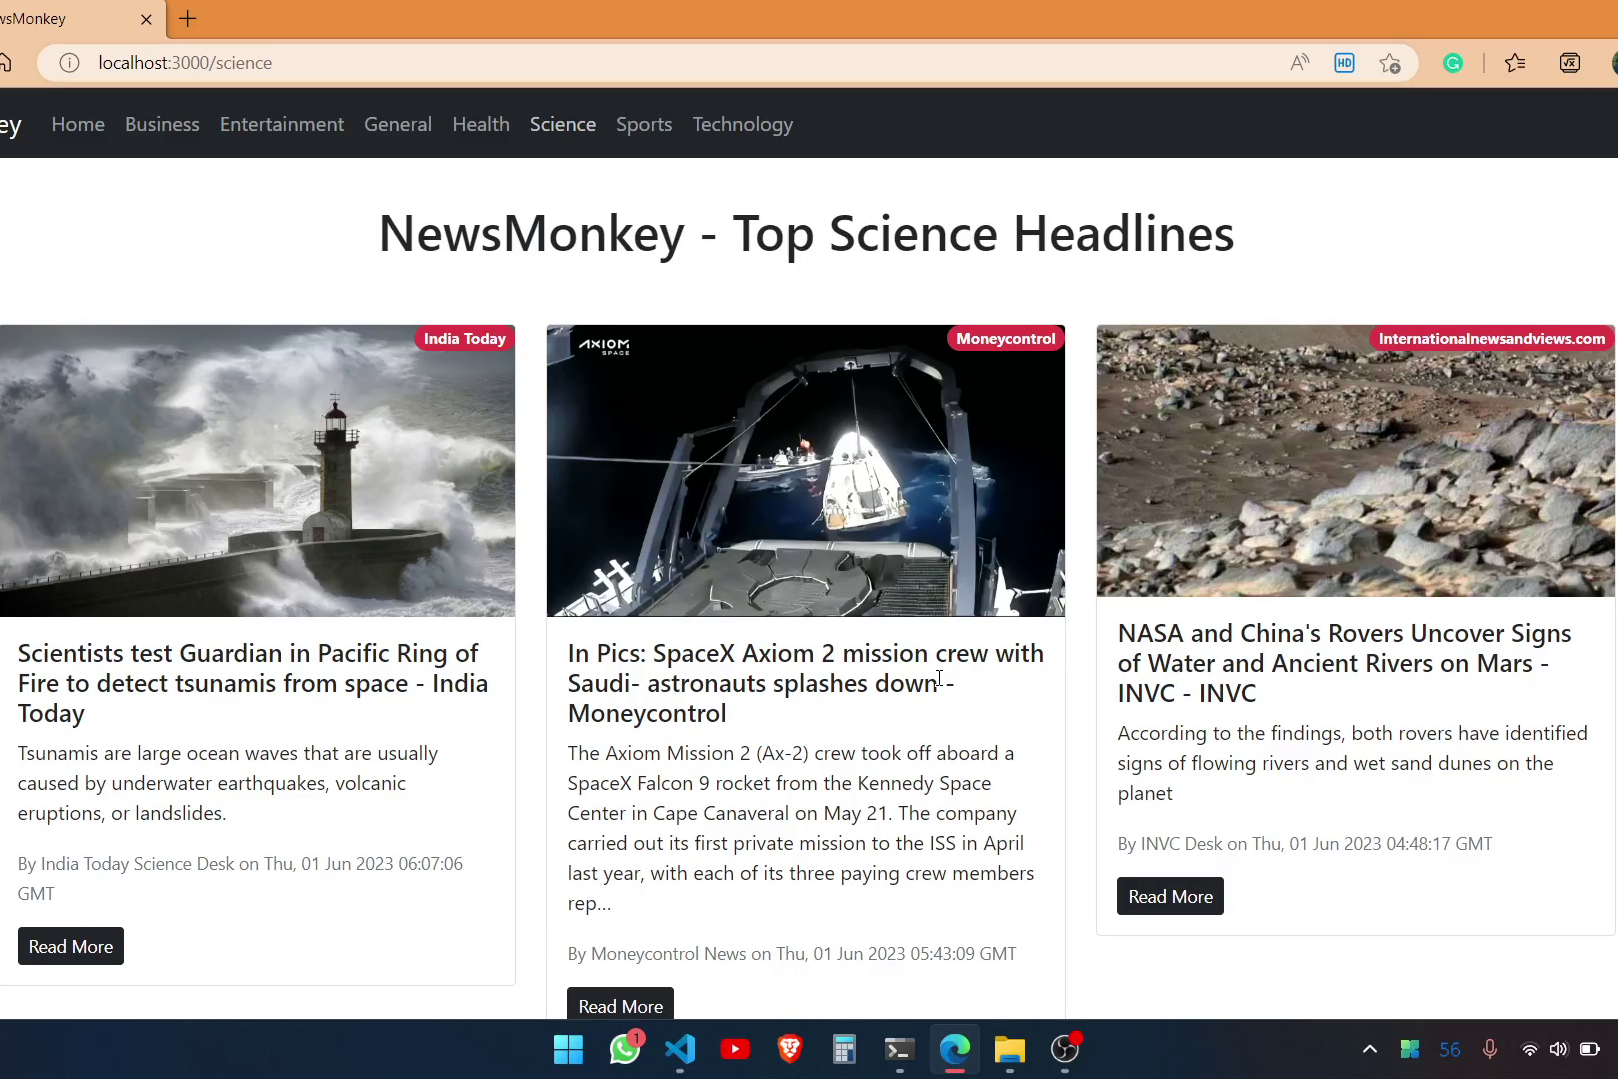 wsMonkey
localhost:3000/science
HD
ey Home Business Entertainment General Health Science Sports Technology
NewsMonkey - Top Science Headlines
India Today
Scientists test Guardian in Pacific Ring of
Fire to detect tsunamis from space - India
Today
Tsunamis are large ocean waves that are usually
caused by underwater earthquakes, volcanic
eruptions, or landslides.
By India Today Science Desk on Thu, 01 Jun 2023 06:07:06
GMT
Read More
AXIOM
SPACE
Moneycontrol
In Pics: SpaceX Axiom 2 mission crew with
Saudi- astronauts splashes down -
Moneycontrol
The Axiom Mission 2 (Ax-2) crew took off aboard a
SpaceX Falcon 9 rocket from the Kennedy Space
Center in Cape Canaveral on May 21. The company
carried out its first private mission to the ISS in April
last year, with each of its three paying crew members
rep...
By Moneycontrol News on Thu, 01 Jun 2023 05:43:09 GMT
Read More
Internationalnewsandviews.com
NASA and China's Rovers Uncover Signs
of Water and Ancient Rivers on Mars -
INVC - INVC
According to the findings, both rovers have identified
signs of flowing rivers and wet sand dunes on the
planet
By INVC Desk on Thu, 01 Jun 2023 04:48:17 GMT
Read More
1
56